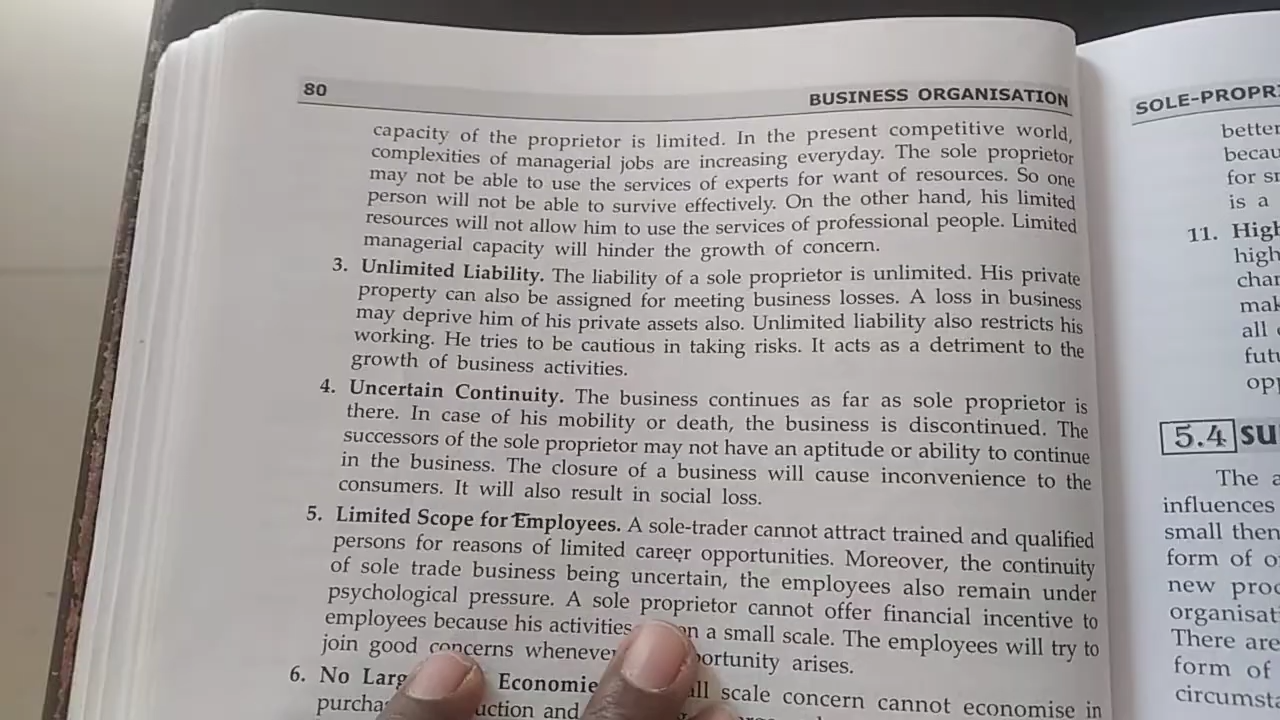 80
BUSINESS ORGANISATION
capacity of the proprietor is limited. In the present competitive world,
complexities of managerial jobs are increasing everyday. The sole proprietor
may not be able to use the services of experts for want of resources. So one
person will not be able to survive effectively. On the other hand, his limited
resources will not allow him to use the services of professional people. Limited
managerial capacity will hinder the growth of concern.
3. Unlimited Liability. The liability of a sole proprietor is unlimited. His private
property can also be assigned for meeting business losses. A loss in business
may deprive him of his private assets also. Unlimited liability also restricts his
working. He tries to be cautious in taking risks. It acts as a detriment to the
growth of business activities.
4. Uncertain Continuity. The business continues as far as sole proprietor is
there. In case of his mobility or death, the business is discontinued. The
successors of the sole proprietor may not have an aptitude or ability to continue
in the business. The closure of a business will cause inconvenience to the
consumers. It will also result in social loss.
5. Limited Scope for Employees. A sole-trader cannot attract trained and qualified
persons for reasons of limited career opportunities. Moreover, the continuity
of sole trade business being uncertain, the employees also remain under
psychological pressure. A sole proprietor cannot offer financial incentive to
employees because his activities on a small scale. The employees will try to
join good concerns whenever arises.
6. No Economie scale concern cannot economise in
and
SOLE-PROPR
better
becau
for
is a
11. High
high
char
mak
all
futu
opp
5.4 SU
The a
influences
small then
form of o
new proc
organisat
There are
form of
circumsta